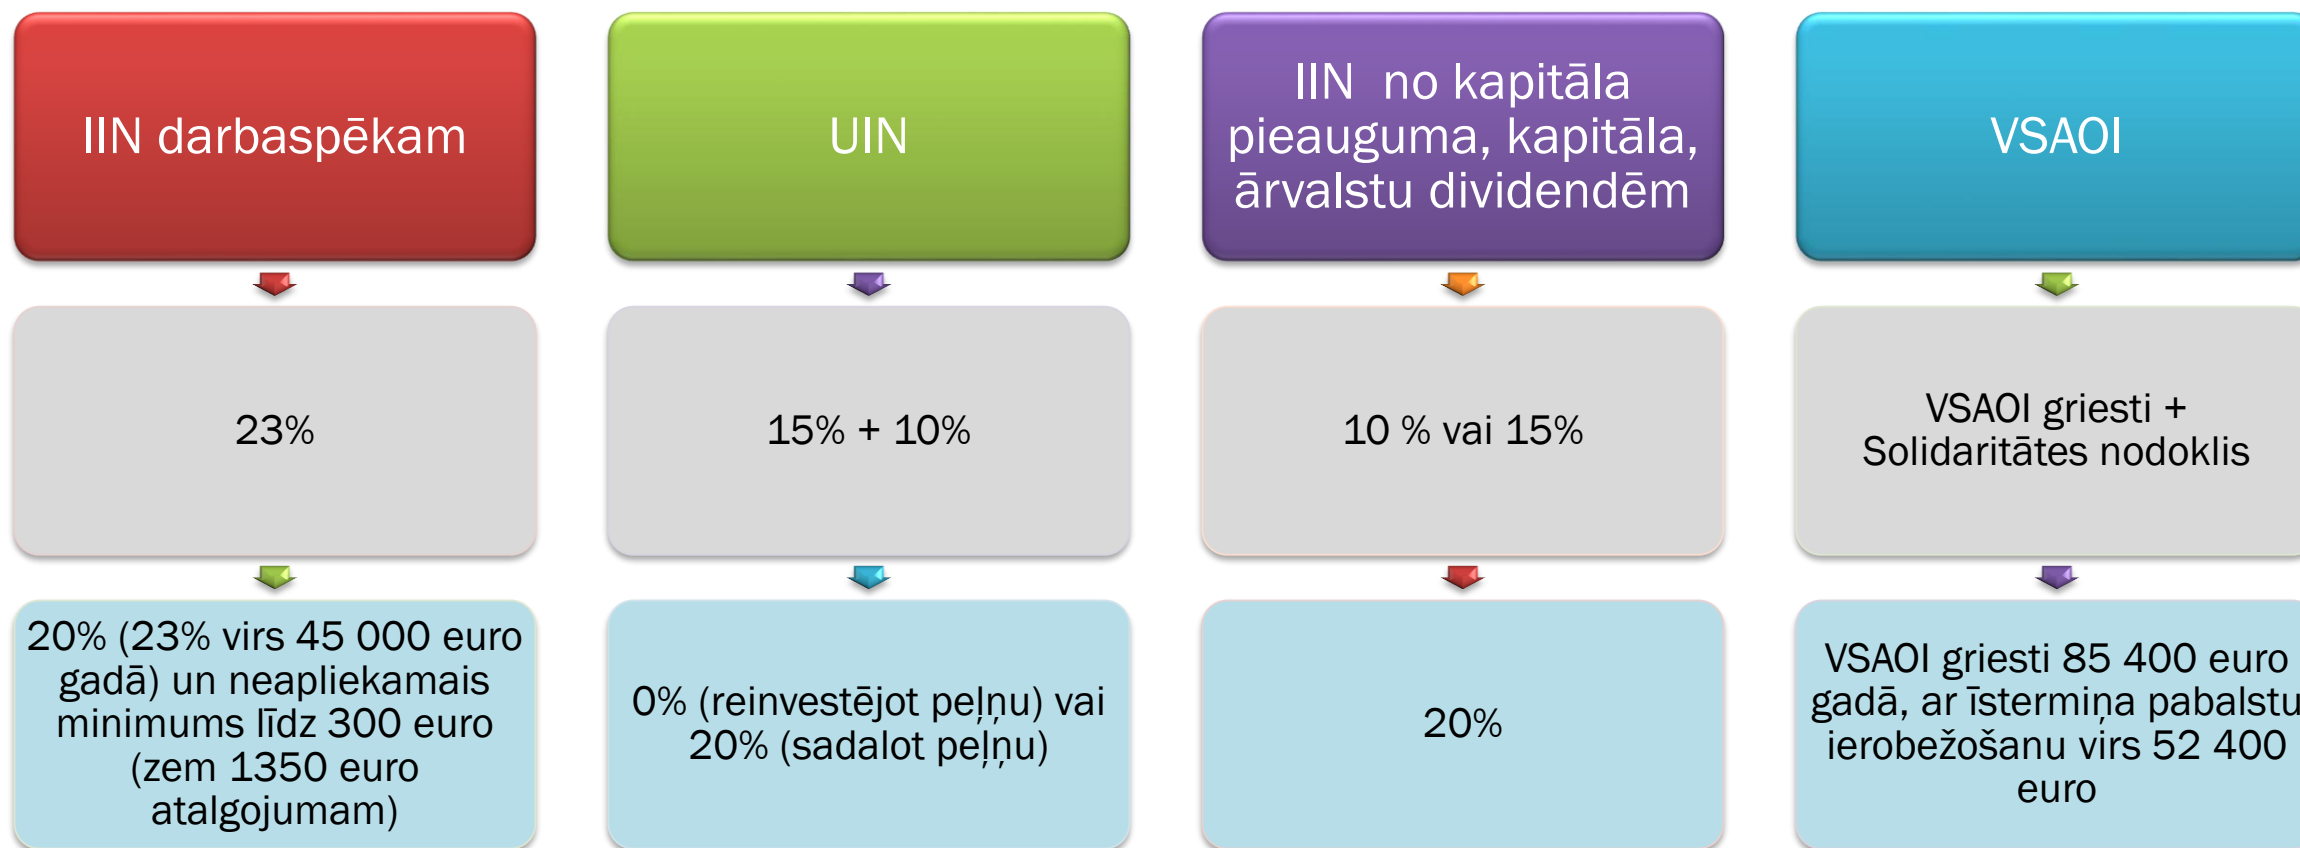 IIN darbaspēkam
23%
20% (23% virs 45 000 euro
gadā) un neapliekamais
minimums līdz 300 euro
(zem 1350 euro
atalgojumam)
UIN
15% + 10%
0% (reinvestējot peļņu) vai
20% (sadalot peļņu)
IIN no kapitāla
pieauguma, kapitāla,
ārvalstu dividendēm
10 % vai 15%
20%
VSAOI
VSAOI griesti +
Solidaritātes nodoklis
VSAOI griesti 85 400 euro
gadā, ar īstermiņa pabalstu
ierobežošanu virs 52 400
euro